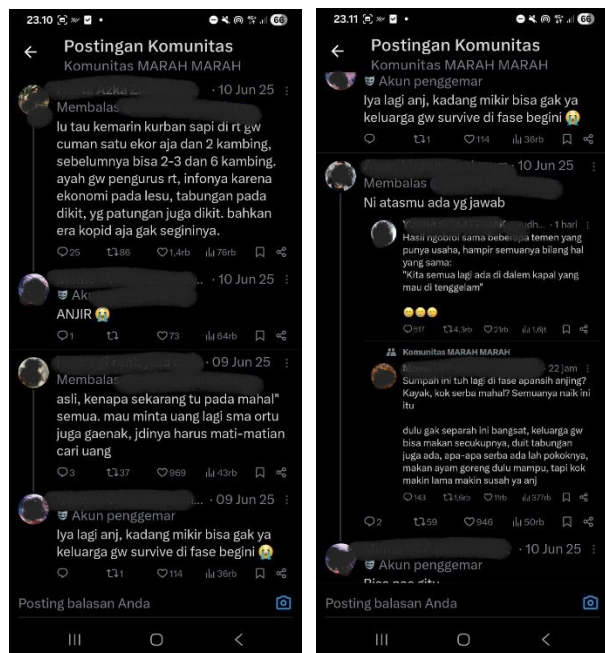 23.10
66
Postingan Komunitas
Komunitas MARAH MARAH
· 10 Jun 25
Membalas
lu tau kemarin kurban sapi di rt gw
cuman satu ekor aja dan 2 kambing,
sebelumnya bisa 2-3 dan 6 kambing.
ayah gw pengurus rt, infonya karena
ekonomi pada lesu, tabungan pada
dikit, yg patungan juga dikit. bahkan
era kopid aja gak segininya.
25 86 1,4rb 76rb
· 10 Jun 25
ANJIR 😭
1 73 64rb
· 09 Jun 25
Membalas
asli, kenapa sekarang tu pada mahal"
semua. mau minta uang lagi sma ortu
juga gaenak, jdinya harus mati-matian
cari uang
3 37 969 43rb
... · 09 Jun 25
Akun penggemar
Iya lagi anj, kadang mikir bisa gak ya
keluarga gw survive di fase begini 😭
1 114 36rb
Posting balasan Anda
23.11
66
Postingan Komunitas
Komunitas MARAH MARAH
Akun penggemar
Iya lagi anj, kadang mikir bisa gak ya
keluarga gw survive di fase begini 😭
1 114 36rb
· 10 Jun 25
Membalas
Ni atasmu ada yg jawab
· 1 hari
Hasil ngobrol sama beberapa temen yang
punya usaha, hampir semuanya bilang hal
yang sama:
"Kita semua lagi ada di dalem kapal yang
mau di tenggelam"
517 4,3rb 21rb 1,6jt
Komunitas MARAH MARAH
· 22 jam
Sumpah ini tuh lagi di fase apansih anjing?
Kayak, kok serba mahal? Semuanya naik ini
itu
dulu gak separah ini bangsat, keluarga gw
bisa makan secukupnya, duit tabungan
juga ada, apa-apa serba ada lah pokoknya,
makan ayam goreng dulu mampu, tapi kok
makin lama makin susah ya anj
143 1,6rb 11rb 377rb
2 59 946 50rb
· 10 Jun 25
Akun penggemar
Posting balasan Anda